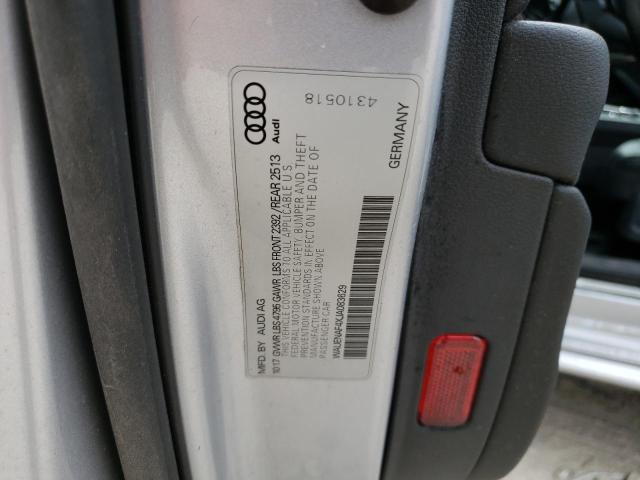 Audi
4310518
GERMANY
MFD. BY AUDI AG
10 17 GVWR LBS 4795 GAWR LBS FRONT 2392 / REAR 2513
THIS VEHICLE CONFORMS TO ALL APPLICABLE U S
FEDERAL MOTOR VEHICLE SAFETY, BUMPER AND THEFT
PREVENTION STANDARDS IN EFFECT ON THE DATE OF
MANUFACTURE SHOWN ABOVE.
PASSENGER CAR
WAUENAF4XJA083629